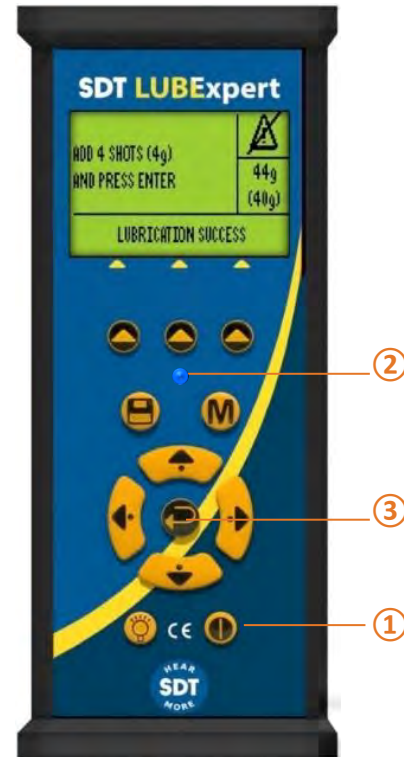 SDT LUBExpert
ADD 4 SHOTS (4g)
AND PRESS ENTER
44g
(40g)
LUBRICATION SUCCESS
②
M
③
CE
①
HEAR
SDT
MORE